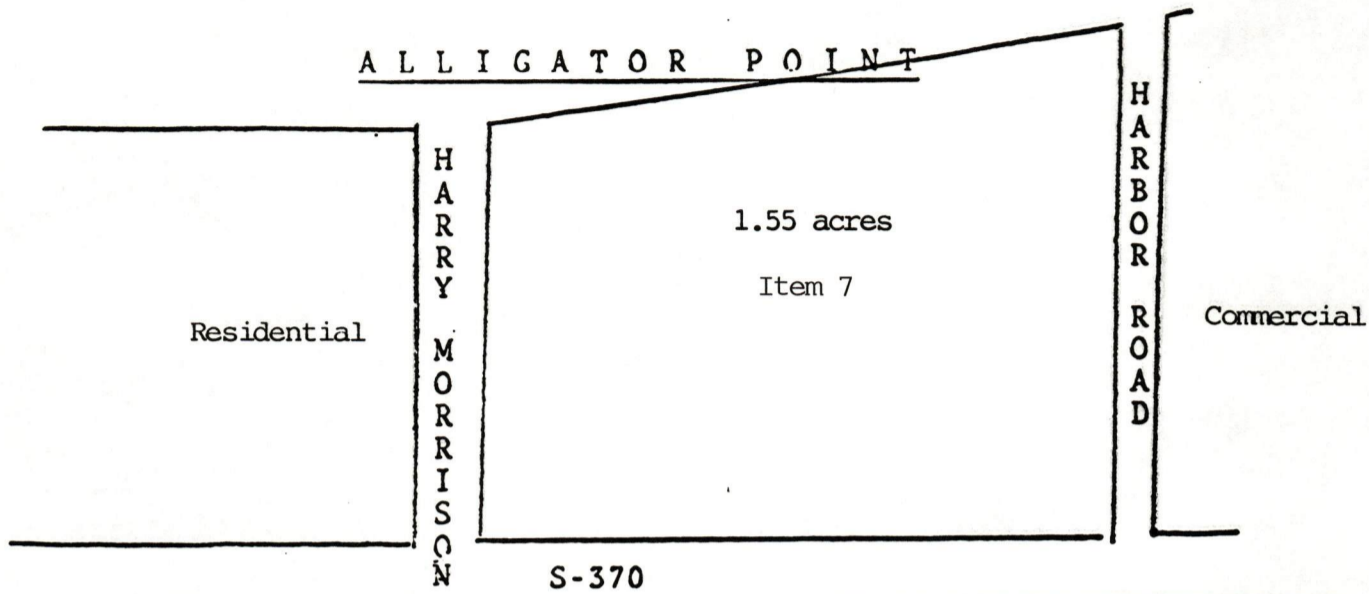 ALLIGATOR POINT
HARRY MORRISON
HARBOR ROAD
1.55 acres
Item 7
Residential
Commercial
S-370